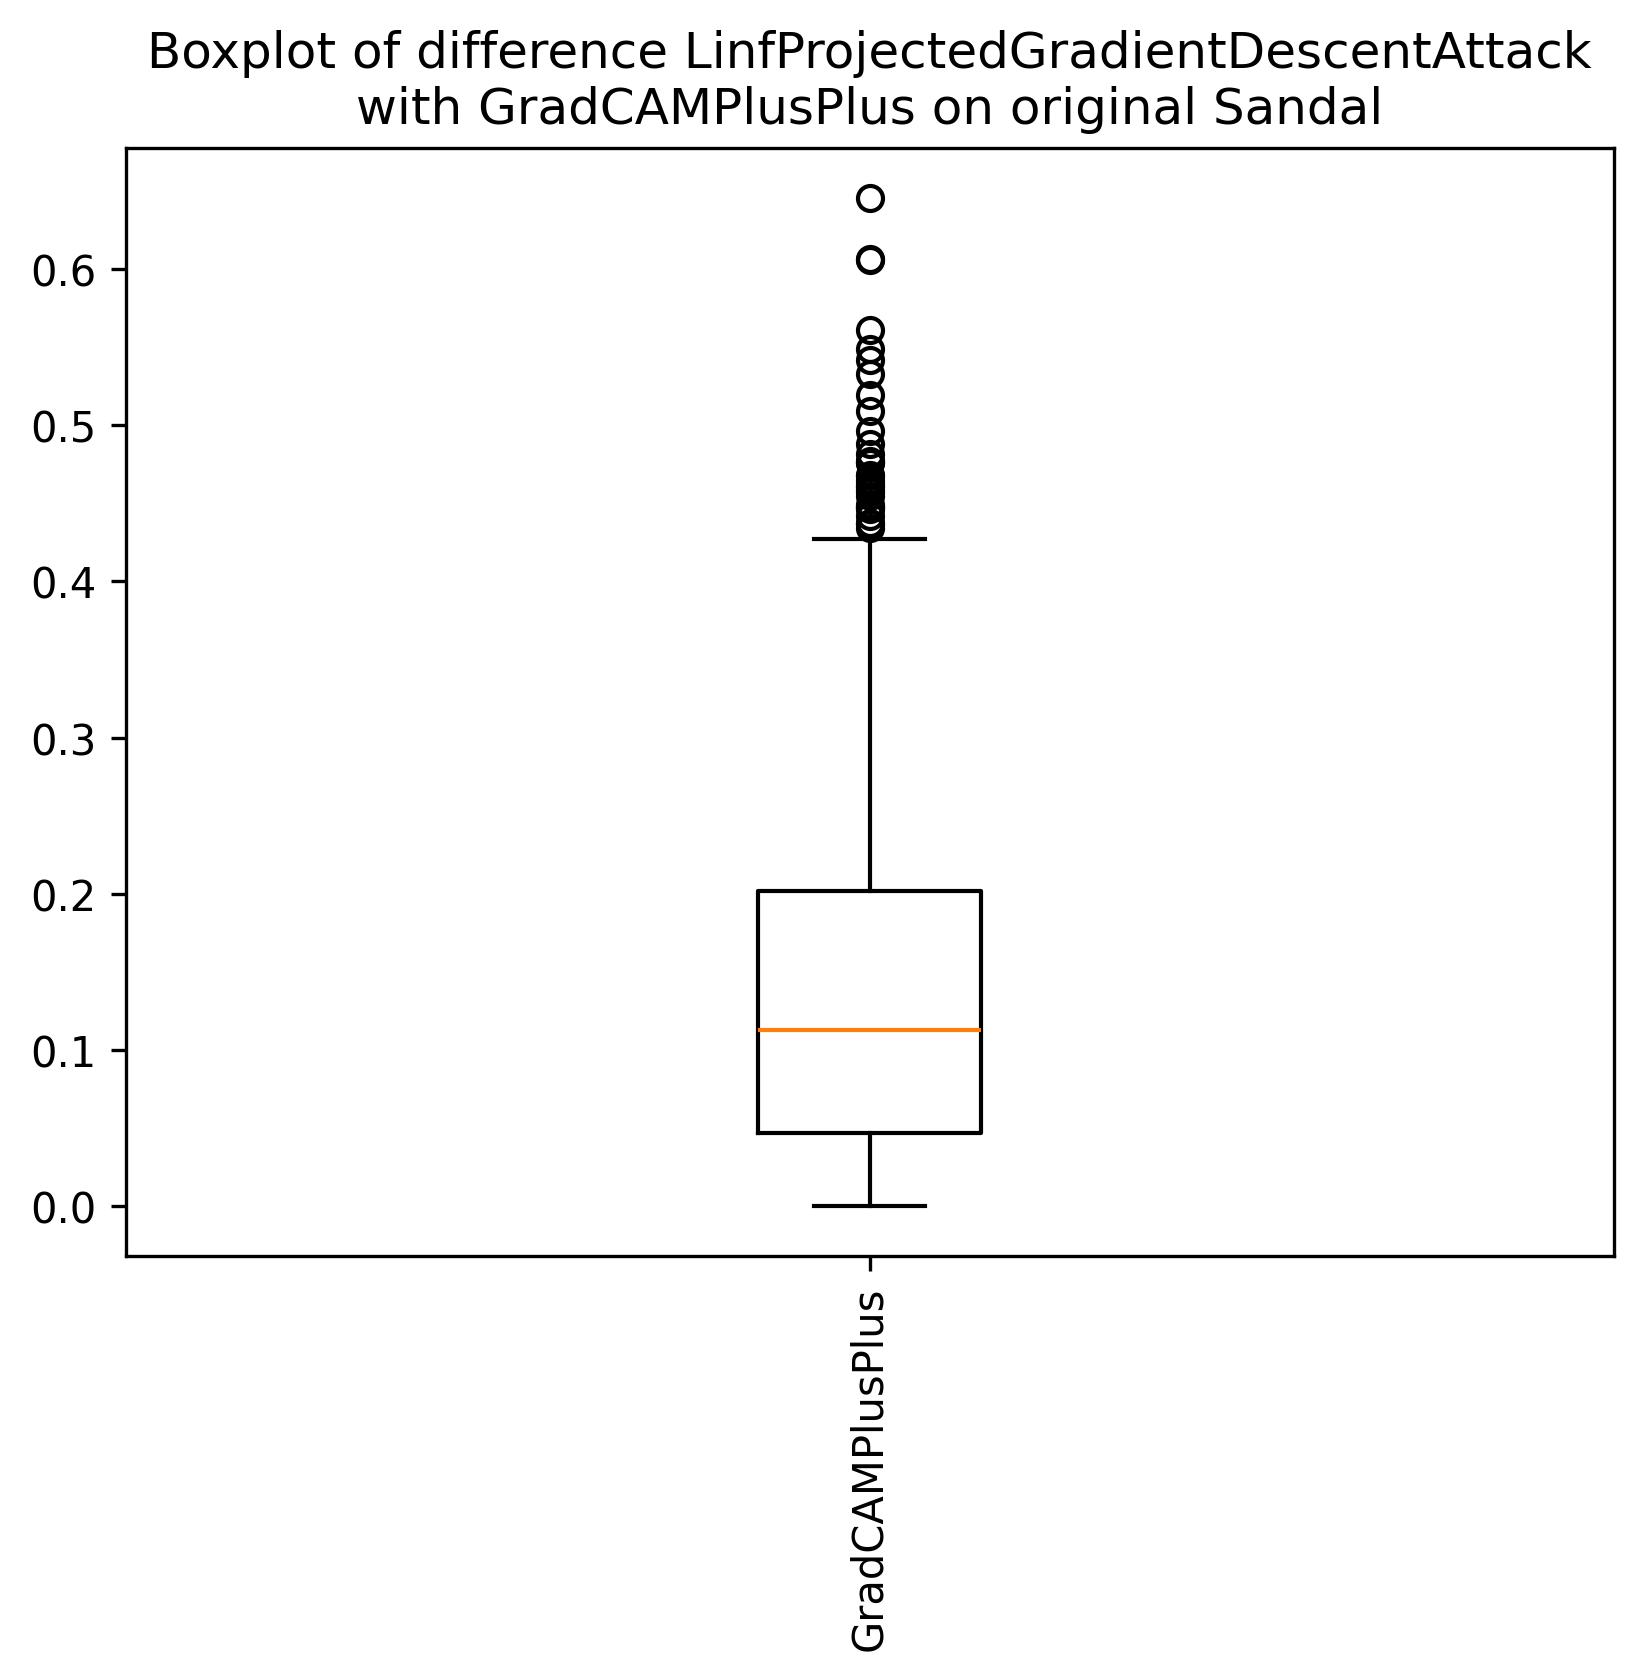 Boxplot of difference LinfProjectedGradientDescentAttack
with GradCAMPlusPlus on original Sandal
0.6
0.5
0.4
0.3
0.2
0.1
0.0
GradCAMPlusPlus